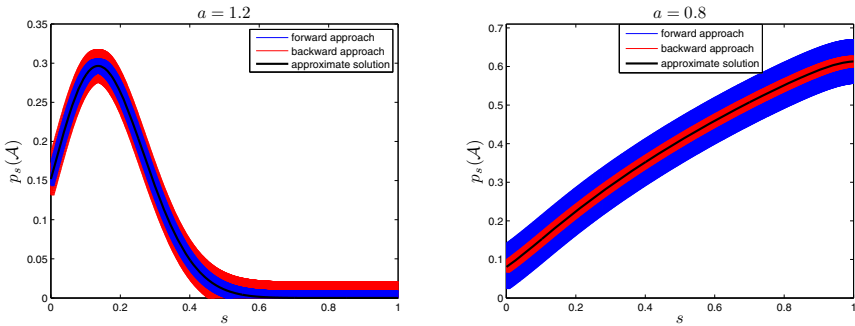 a = 1.2
0.35
0.3
0.25
0.2
0.15
0.1
0.05
0
p_s(𝒜)
forward approach
backward approach
approximate solution
0
0.2
0.4
0.6
0.8
1
s
a = 0.8
0.7
0.6
0.5
0.4
0.3
0.2
0.1
0
p_s(𝒜)
forward approach
backward approach
approximate solution
0
0.2
0.4
0.6
0.8
1
s